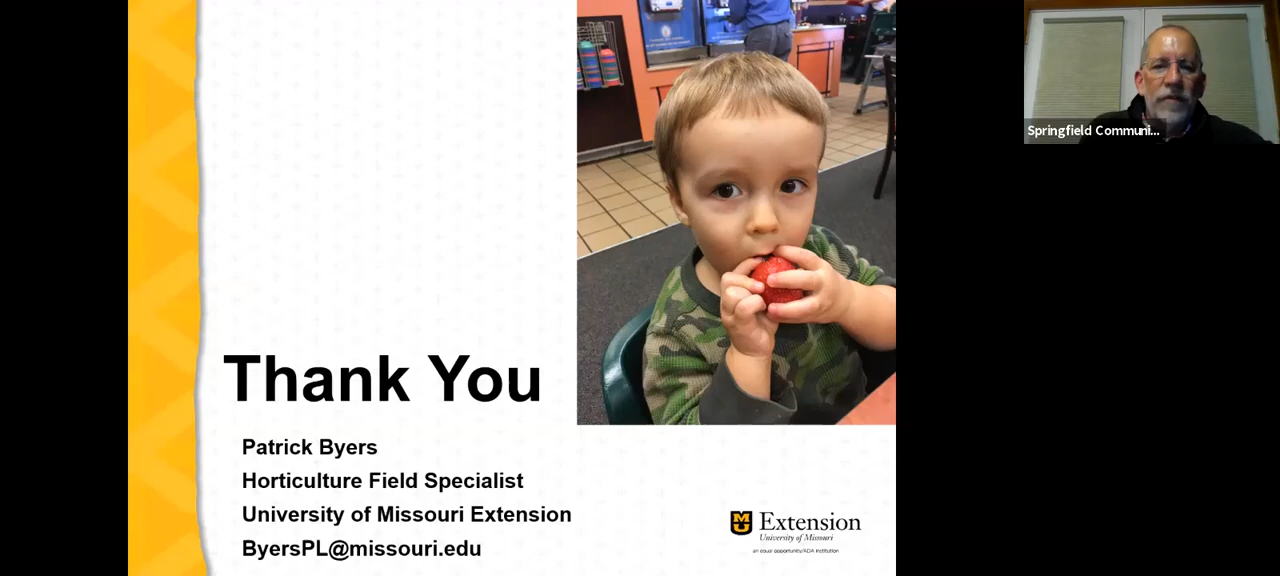 Springfield Communi...
Thank You
Patrick Byers
Horticulture Field Specialist
University of Missouri Extension
ByersPL@missouri.edu
Extension
University of Missouri
an equal opportunity/ADA institution